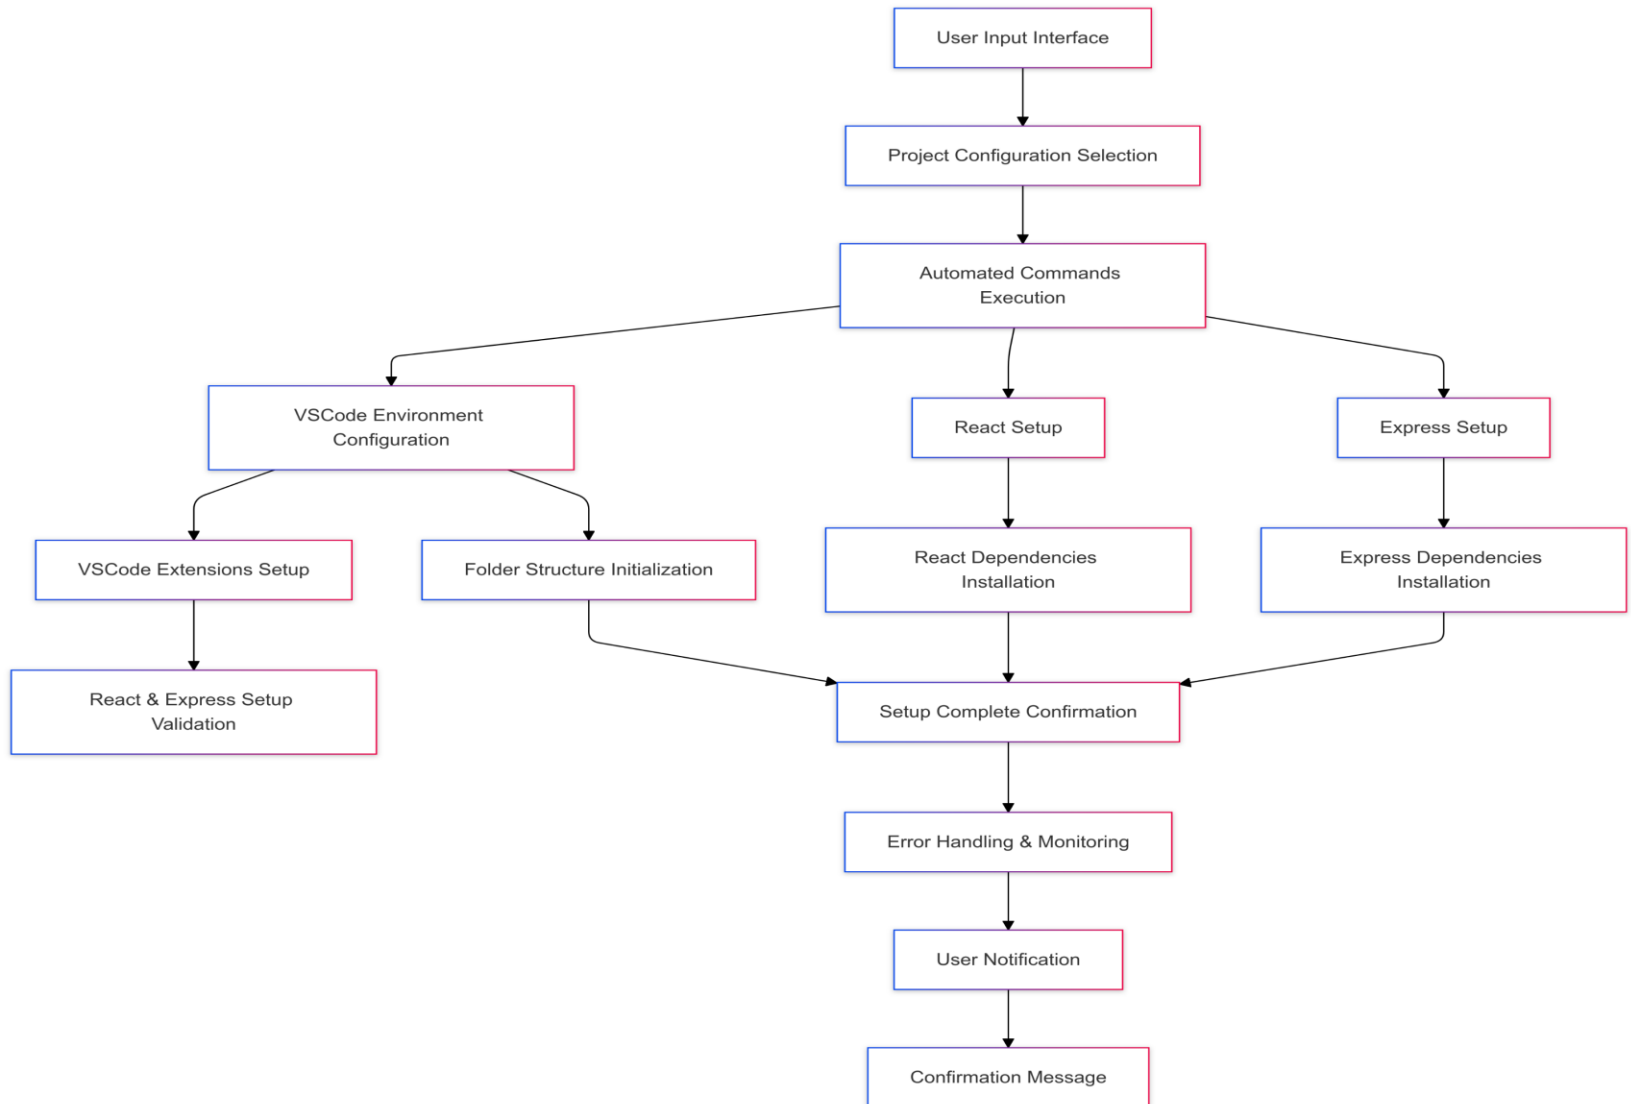 User Input Interface
Project Configuration Selection
Automated Commands
Execution
VSCode Environment
Configuration
React Setup
Express Setup
VSCode Extensions Setup
Folder Structure Initialization
React Dependencies
Installation
Express Dependencies
Installation
React & Express Setup
Validation
Setup Complete Confirmation
Error Handling & Monitoring
User Notification
Confirmation Message